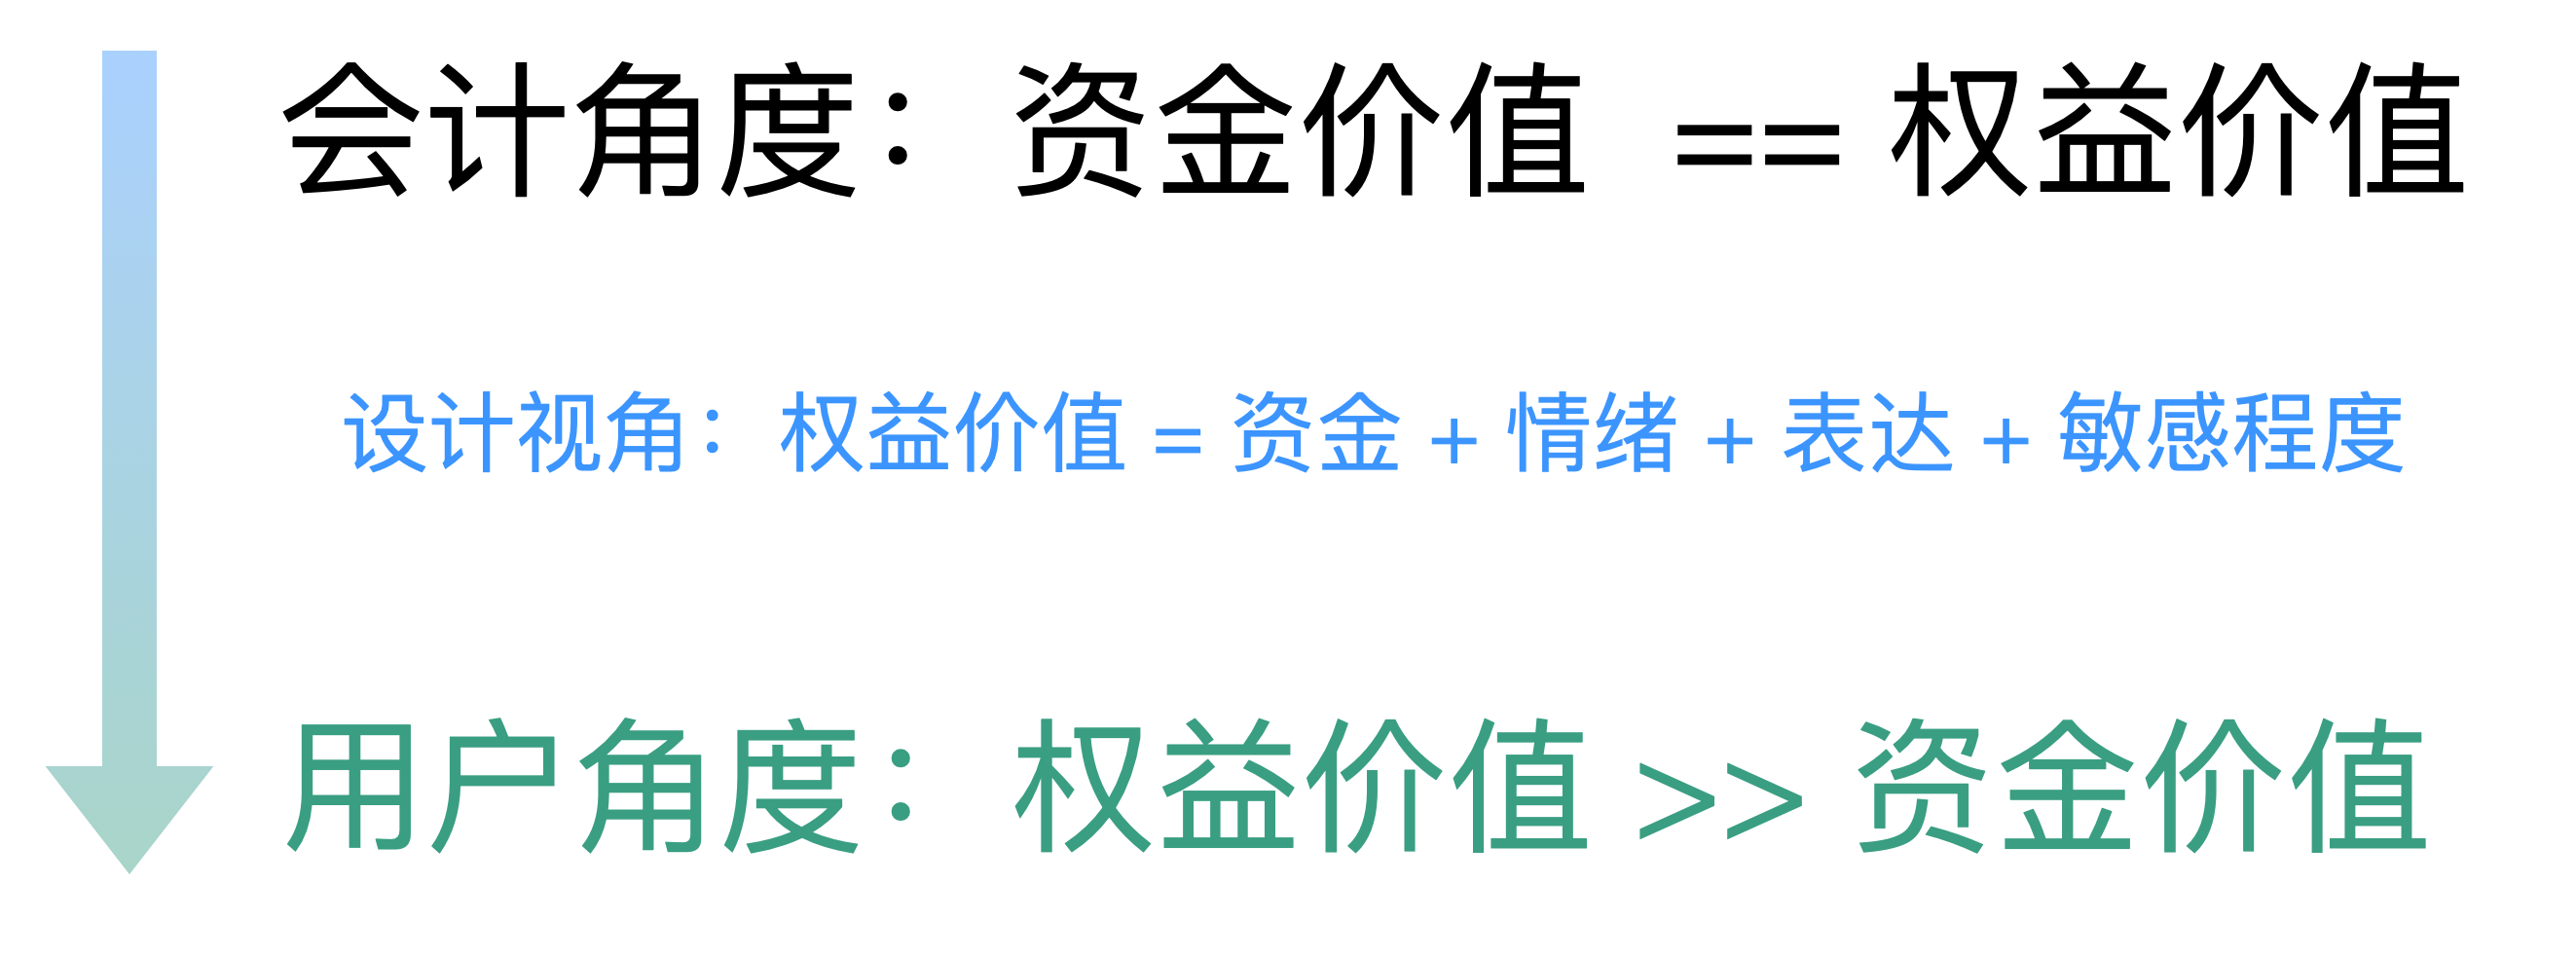 会计角度：资金价值 == 权益价值
设计视角：权益价值 = 资金 + 情绪 + 表达 + 敏感程度
用户角度：权益价值 >> 资金价值